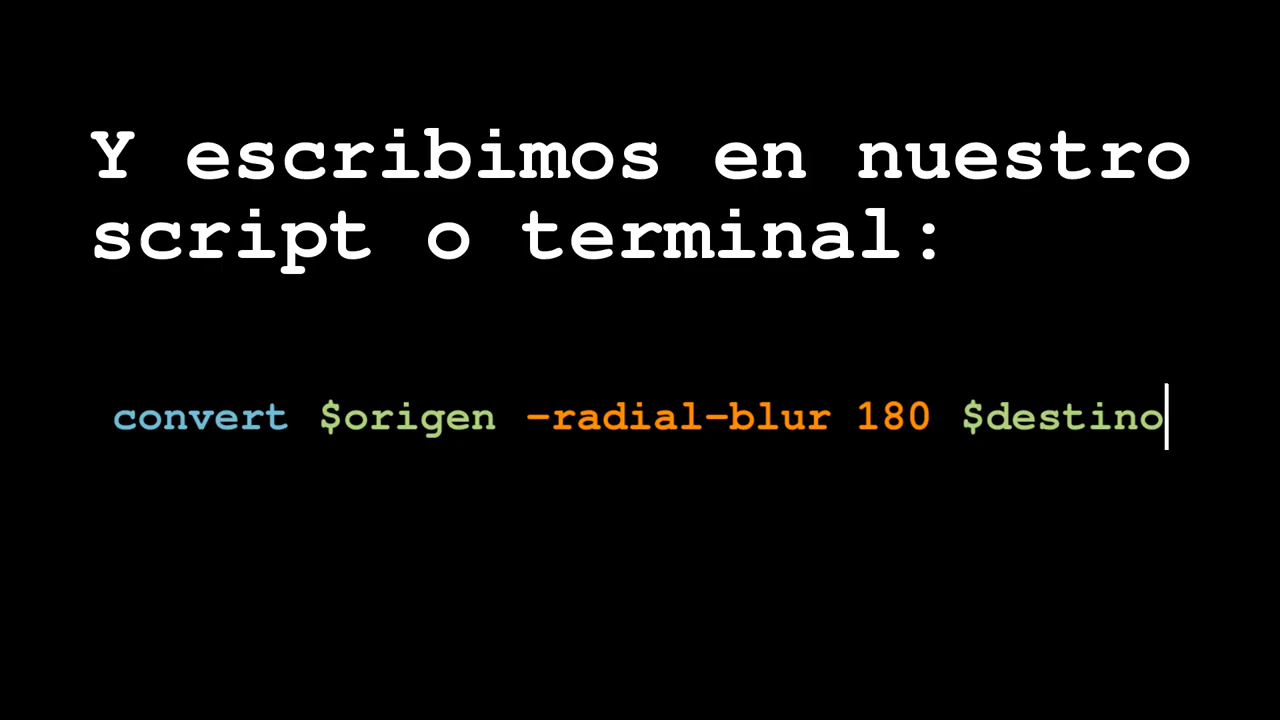 Y escribimos en nuestro
script o terminal:
convert $origen -radial-blur 180 $destino